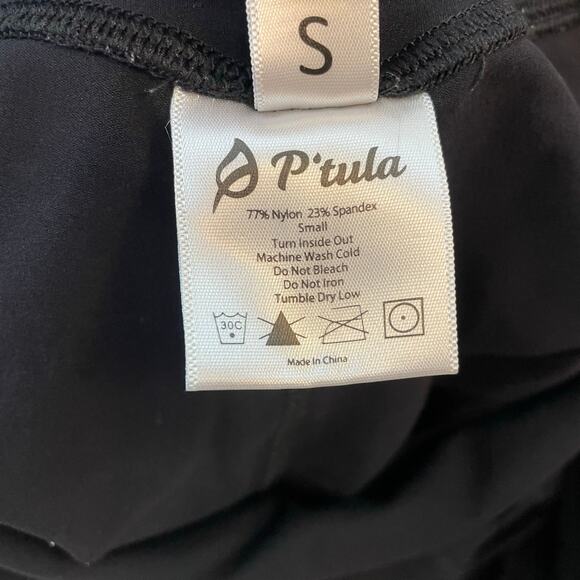 S
P'tula
77% Nylon 23% Spandex
Small
Turn Inside Out
Machine Wash Cold
Do Not Bleach
Do Not Iron
Tumble Dry Low
30C
Made In China